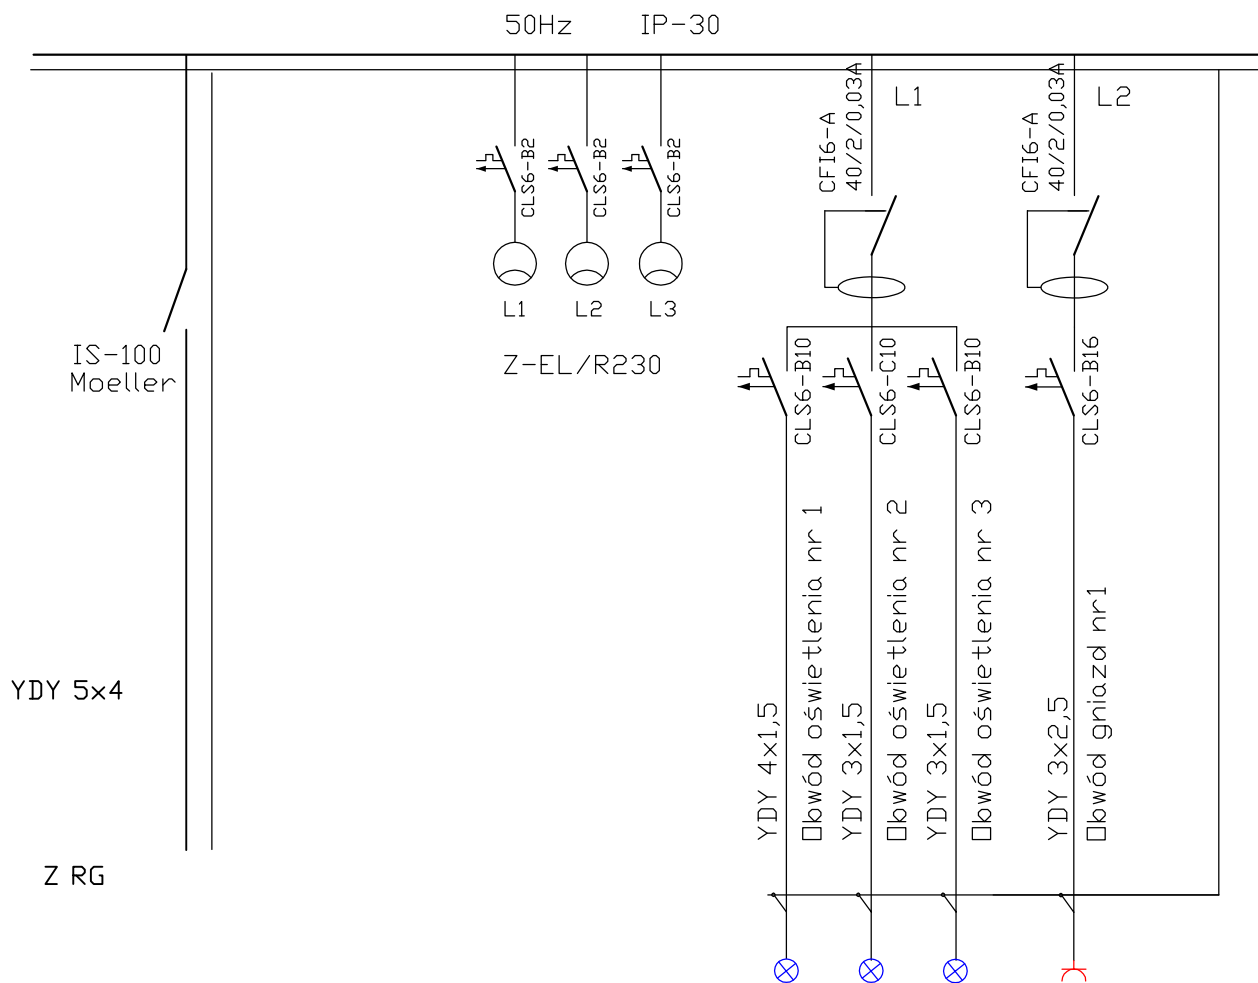 50Hz IP-30
L1
L2
CFI6-A
40/2/0,03A
CFI6-A
40/2/0,03A
CLS6-B2
CLS6-B2
CLS6-B2
L1
L2
L3
Z-EL/R230
IS-100
Moeller
CLS6-B10
CLS6-C10
CLS6-B10
CLS6-B16
YDY 4x1,5
Obwód oświetlenia nr 1
YDY 3x1,5
Obwód oświetlenia nr 2
YDY 3x1,5
Obwód oświetlenia nr 3
YDY 3x2,5
Obwód gniazd nr1
YDY 5x4
Z RG